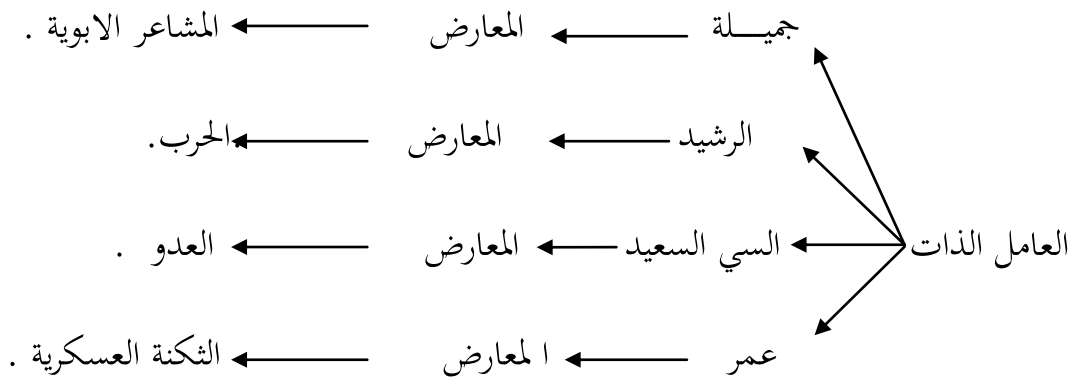 جميلة المعارض المشاعر الابوية .
الرشيد المعارض الحرب .
العامل الذات السي السعيد المعارض العدو .
عمر ا لمعارض الثكنة العسكرية .